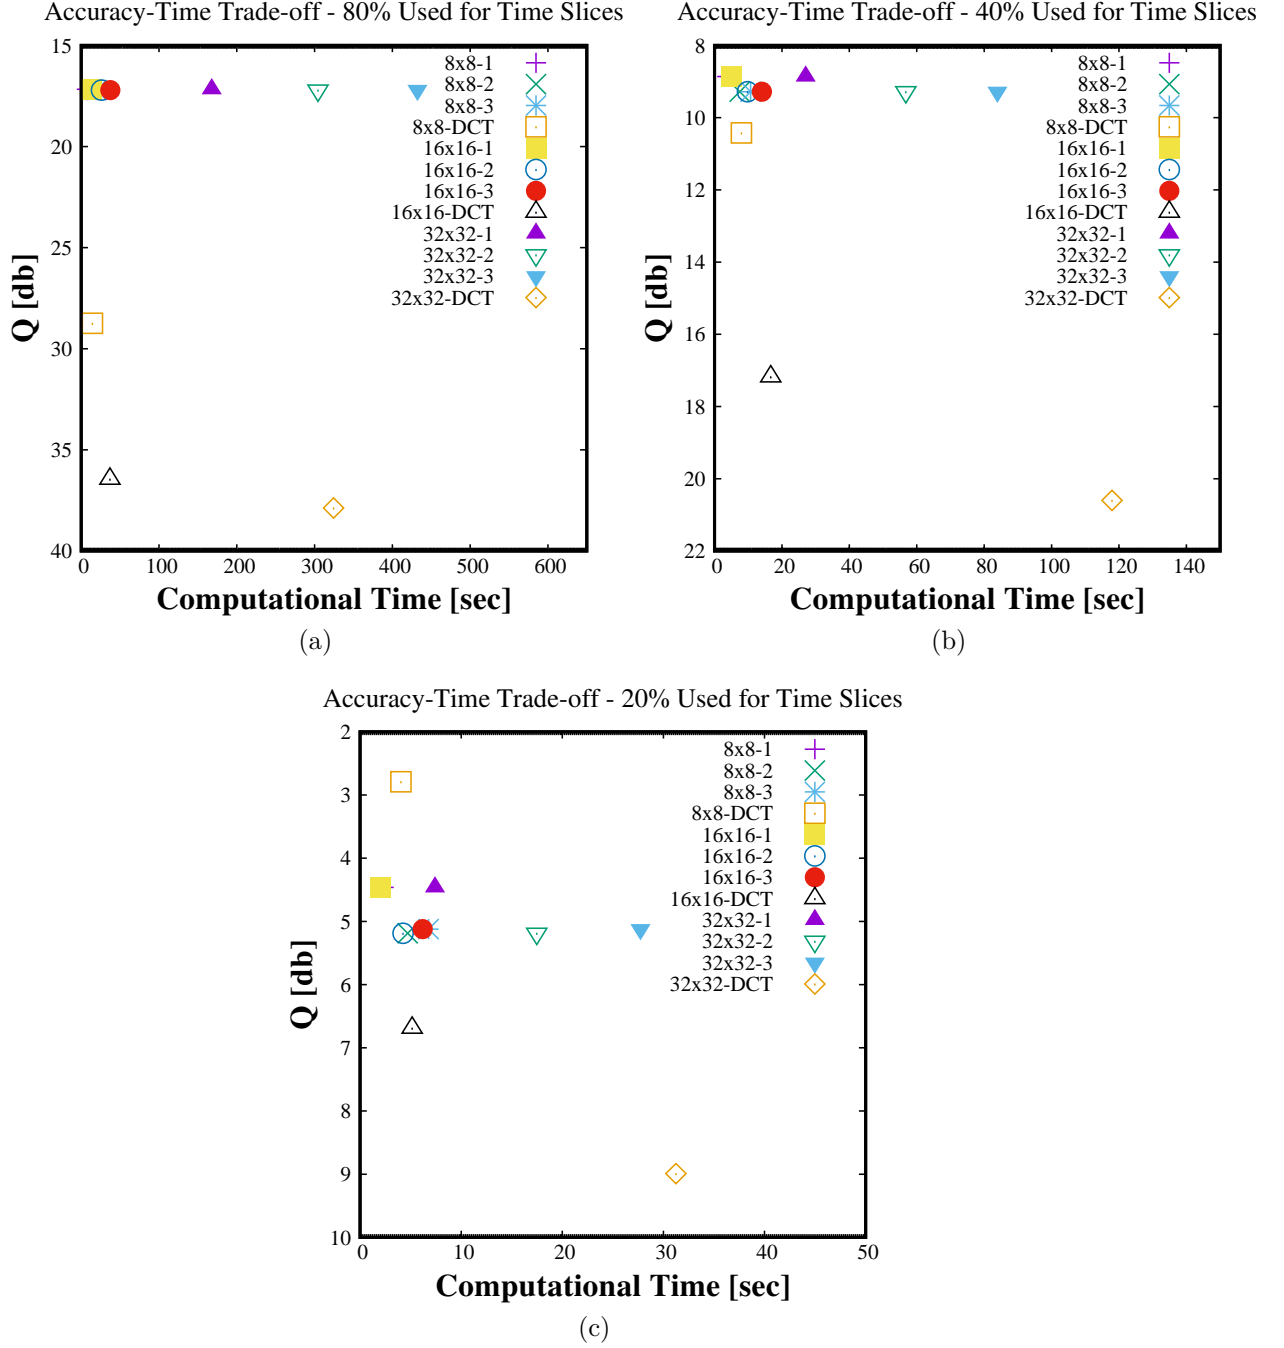 Accuracy-Time Trade-off - 80% Used for Time Slices
15
20
25
30
35
40
Q [db]
0 100 200 300 400 500 600
Computational Time [sec]
8x8-1
8x8-2
8x8-3
8x8-DCT
16x16-1
16x16-2
16x16-3
16x16-DCT
32x32-1
32x32-2
32x32-3
32x32-DCT
(a)
Accuracy-Time Trade-off - 40% Used for Time Slices
8
10
12
14
16
18
20
22
Q [db]
0 20 40 60 80 100 120 140
Computational Time [sec]
8x8-1
8x8-2
8x8-3
8x8-DCT
16x16-1
16x16-2
16x16-3
16x16-DCT
32x32-1
32x32-2
32x32-3
32x32-DCT
(b)
Accuracy-Time Trade-off - 20% Used for Time Slices
2
3
4
5
6
7
8
9
10
Q [db]
0 10 20 30 40 50
Computational Time [sec]
8x8-1
8x8-2
8x8-3
8x8-DCT
16x16-1
16x16-2
16x16-3
16x16-DCT
32x32-1
32x32-2
32x32-3
32x32-DCT
(c)